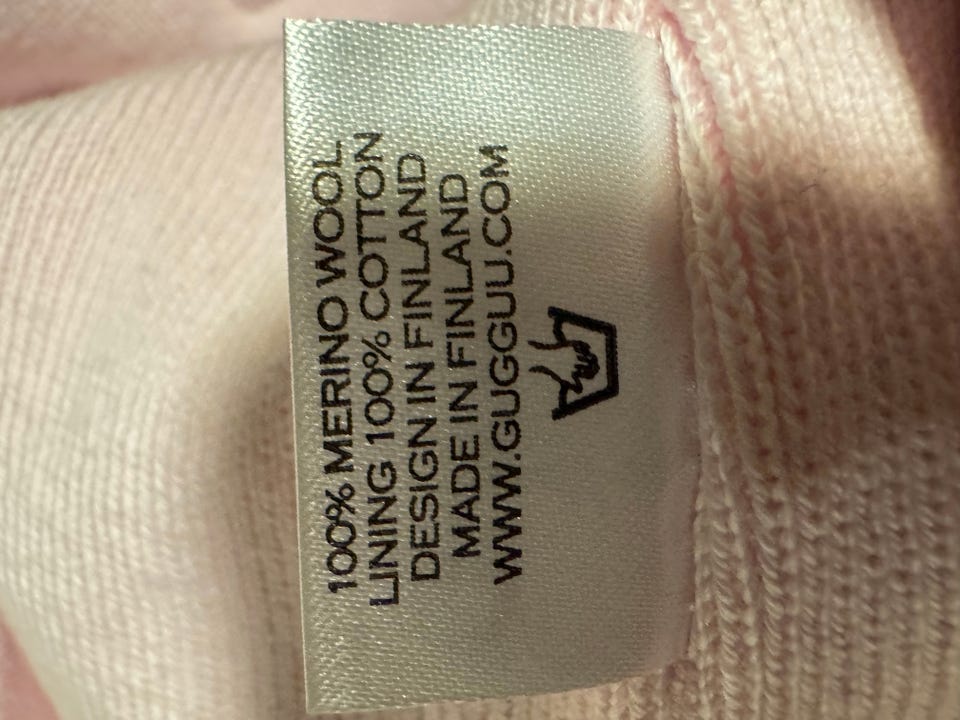 100% MERINO WOOL
LINING 100% COTTON
DESIGN IN FINLAND
MADE IN FINLAND
WWW.GUGGUU.COM